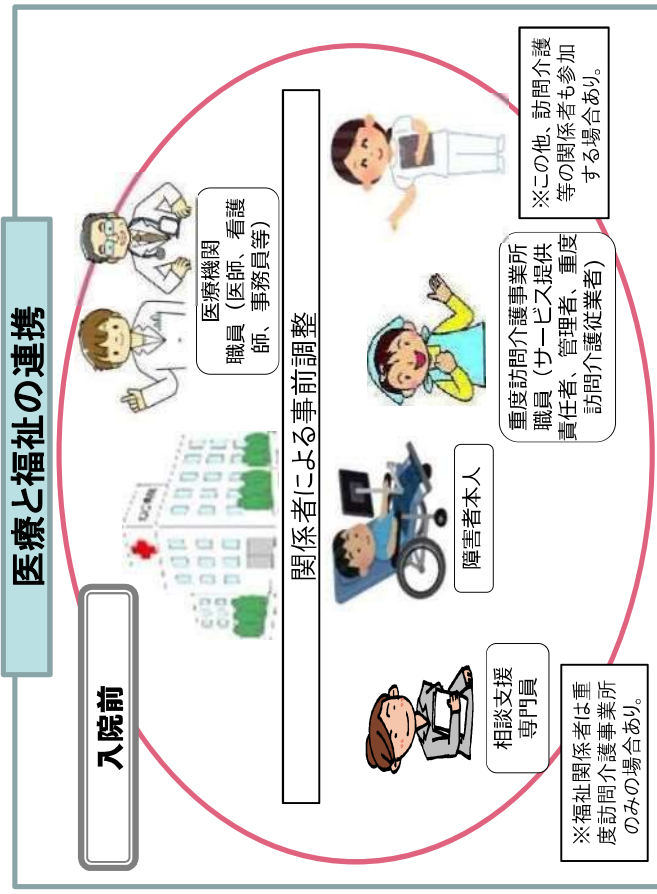 医療と福祉の連携
入院前
医療機関
職員（医師、看護
師、事務員等）
関係者による事前調整
相談支援
専門員
障害者本人
重度訪問介護事業所
職員（サービス提供
責任者、管理者、重度
訪問介護従業者）
※福祉関係者は重
度訪問介護事業所
のみの場合あり。
※この他、訪問介護
等の関係者も参加
する場合あり。